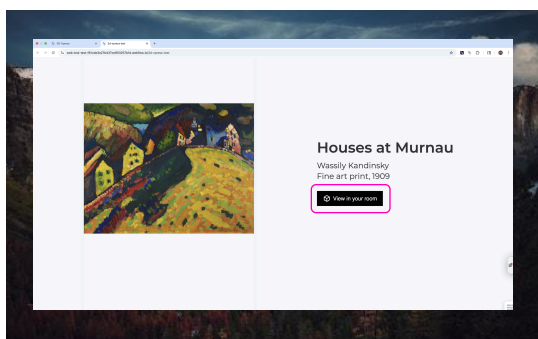 Houses at Murnau
Wassily Kandinsky
Fine art print, 1909
View in your room